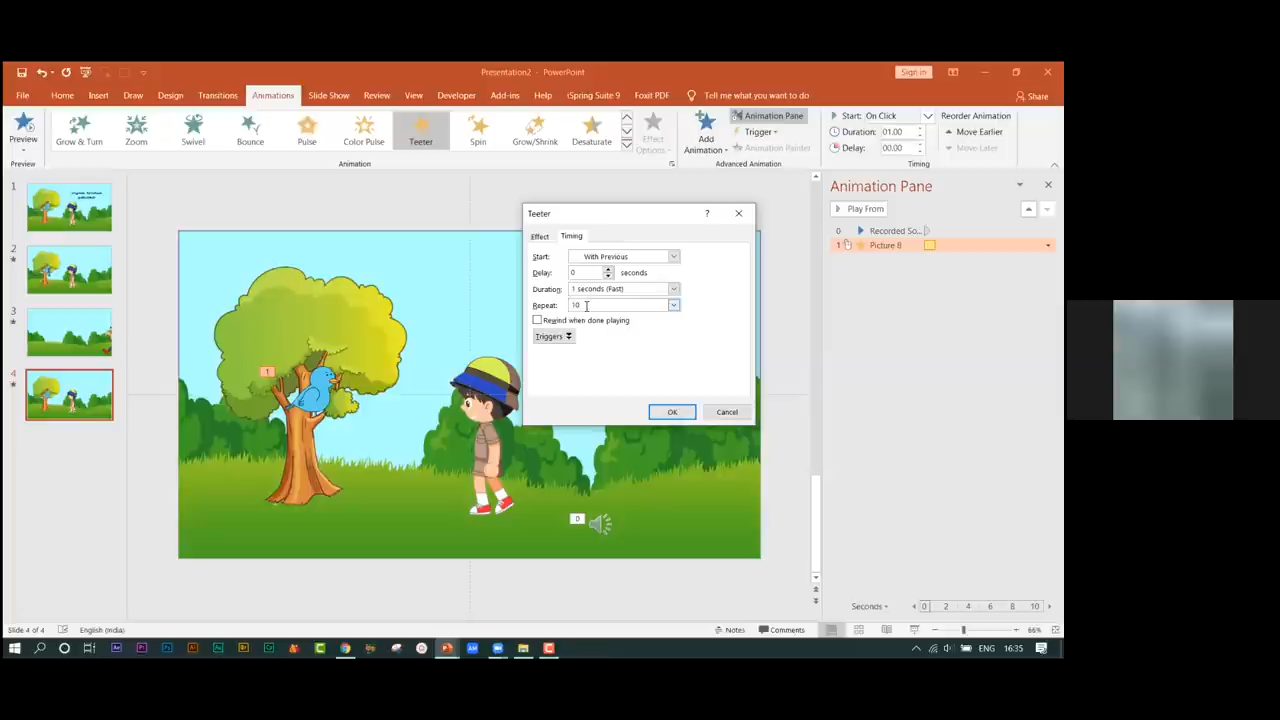 Presentation2 - PowerPoint
Sign in
File Home Insert Draw Design Transitions Animations Slide Show Review View Developer Add-ins Help iSpring Suite 9 Foxit PDF Tell me what you want to do
Share
Preview
Grow & Turn Zoom Swivel Bounce Pulse Color Pulse Teeter Spin Grow/Shrink Desaturate
Effect
Options
Add
Animation
Animation Pane
Trigger
Animation Painter
Start: On Click
Duration: 01.00
Delay: 00.00
Reorder Animation
Move Earlier
Move Later
Preview
Animation
Advanced Animation
Timing
1
2
3
4
Animation Pane
Play From
0 Recorded So...
1 Picture 8
Teeter
?
Effect Timing
Start: With Previous
Delay: 0 seconds
Duration: 1 seconds (Fast)
Repeat: 10
Rewind when done playing
Triggers
OK Cancel
1
0
Seconds 0 2 4 6 8 10
Slide 4 of 4 English (India)
Notes Comments 66%
ENG 16:35